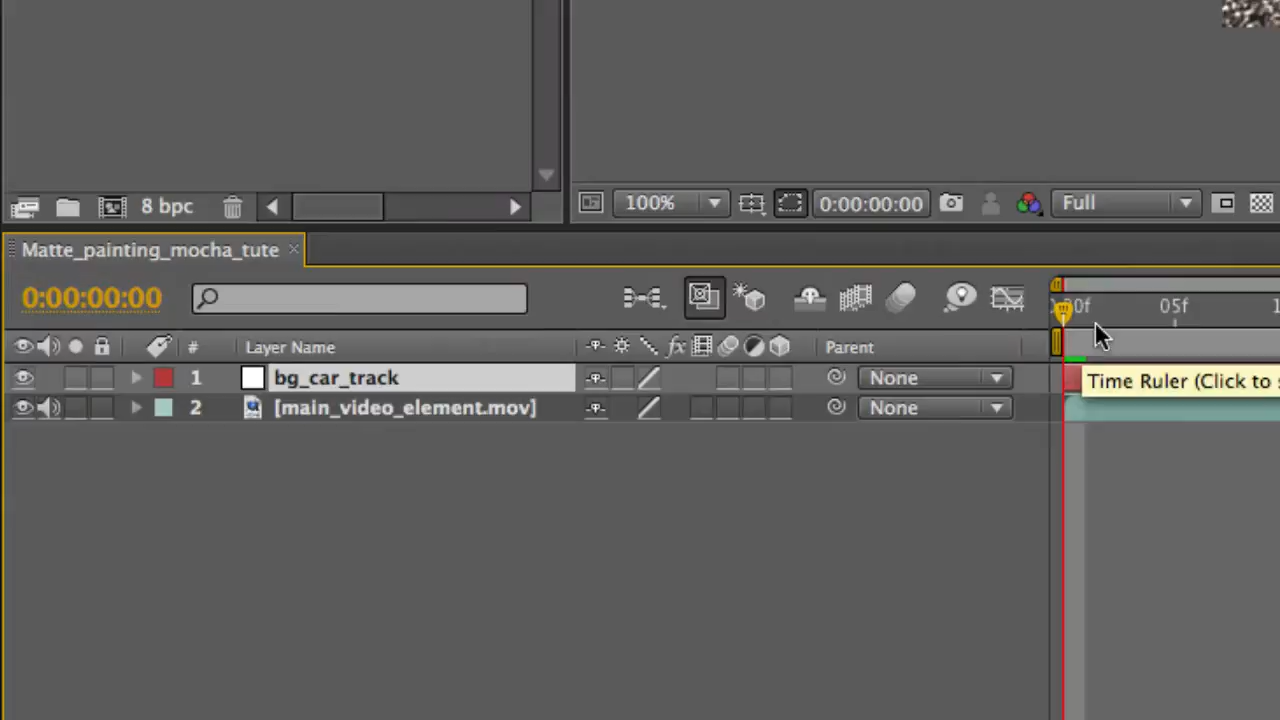 8 bpc 100% 0:00:00:00 Full
Matte_painting_mocha_tute
0:00:00:00 05f
# Layer Name Parent
1 bg_car_track None
Time Ruler (Click to
2 [main_video_element.mov] None